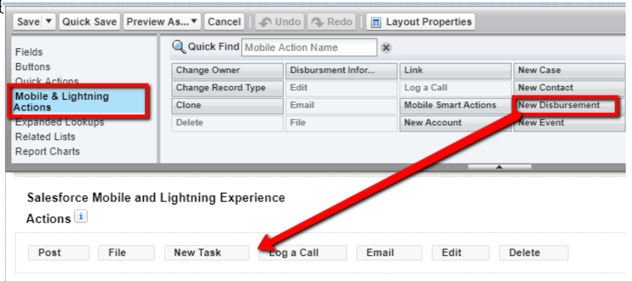 Save ▼ Quick Save Preview As... ▼ Cancel Undo Redo Layout Properties
Fields
Buttons
Quick Actions
Mobile & Lightning
Actions
Expanded Lookups
Related Lists
Report Charts
Quick Find Mobile Action Name
Change Owner Disbursment Infor... Link New Case
Change Record Type Edit Log a Call New Contact
Clone Email Mobile Smart Actions New Disbursement
Delete File New Account New Event
Salesforce Mobile and Lightning Experience
Actions i
Post File New Task Log a Call Email Edit Delete